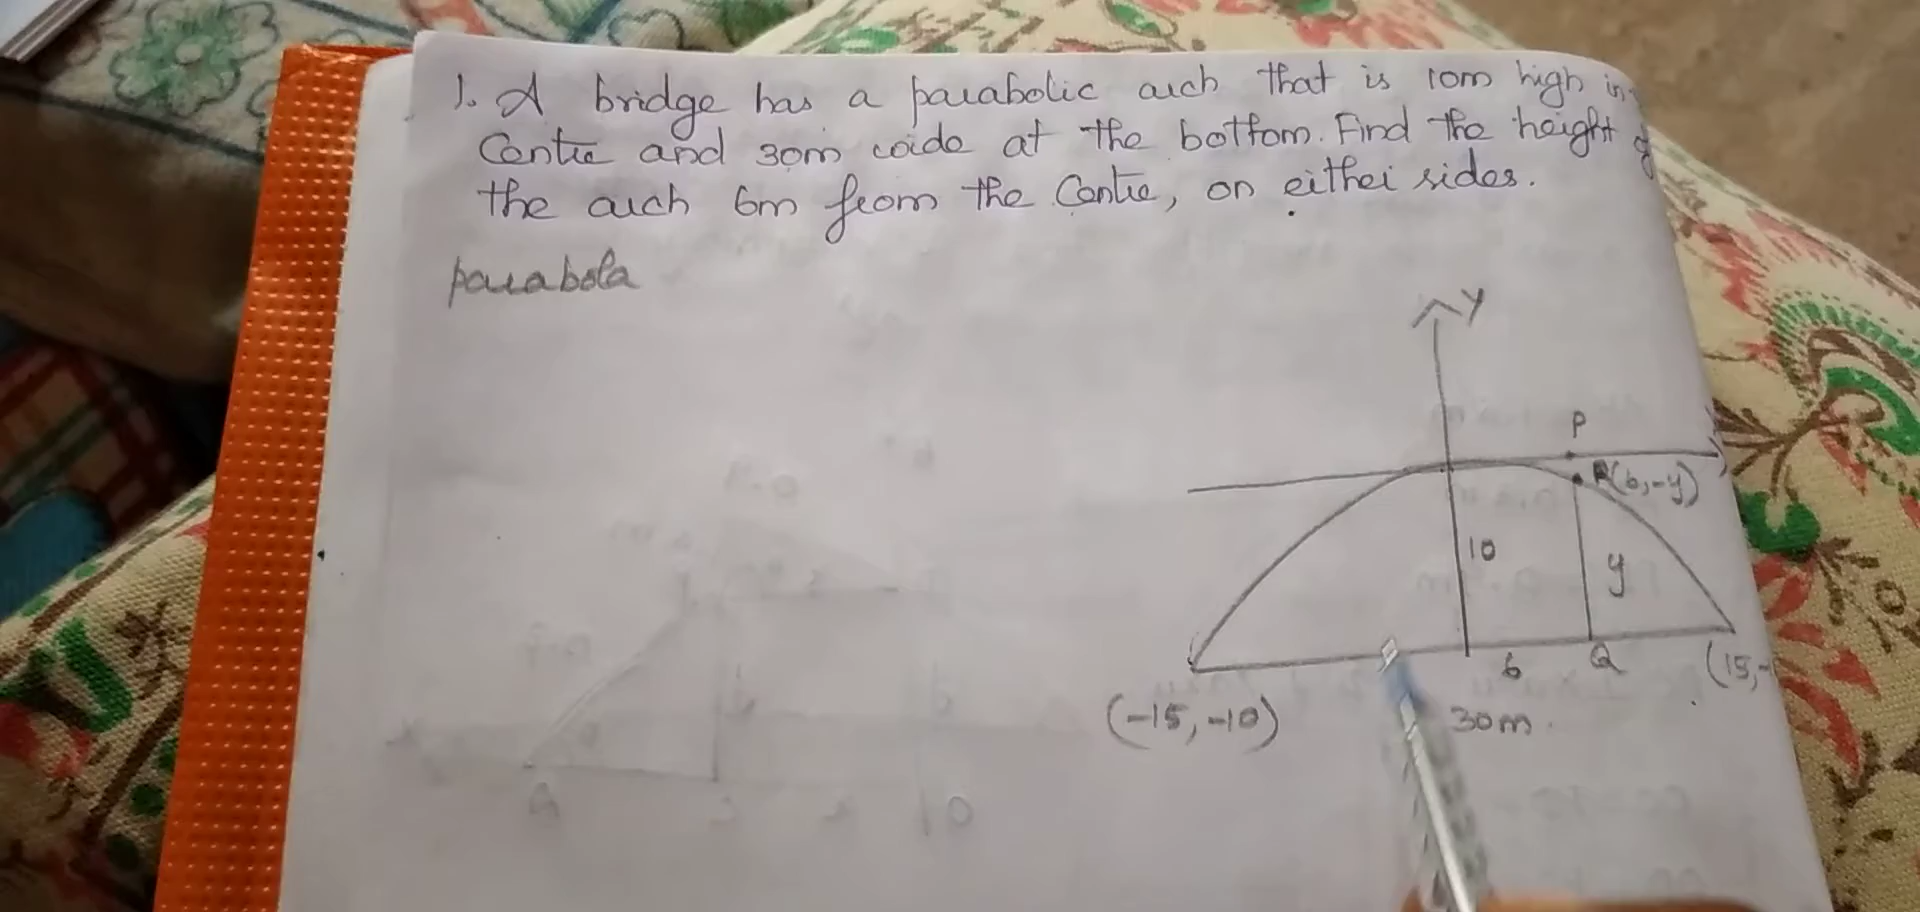 1. A bridge has a parabolic arch that is 10m high in
Centre and 30m wide at the bottom. Find the height of
the arch 6m from the Centre, on either sides.
parabola
y
P
R(6,-y)
10
y
6
Q
(15,-
(-15,-10)
30m.